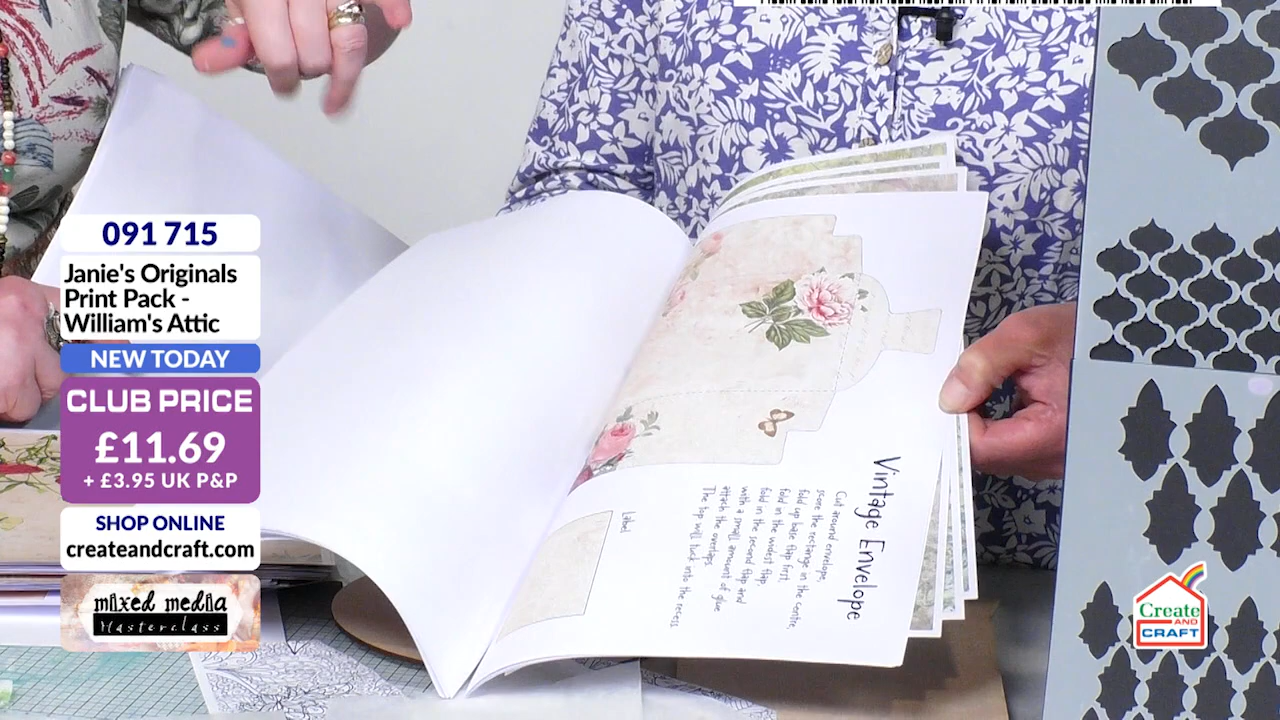 091 715
Janie's Originals
Print Pack -
William's Attic
NEW TODAY
CLUB PRICE
£11.69
+ £3.95 UK P&P
SHOP ONLINE
createandcraft.com
mixed media
Masterclass
Vintage Envelope
Cut around envelope,
score the rectangle in the centre,
fold up base flap first,
fold in the widest flap,
fold in the second flap and
with a small amount of glue
attach the overlaps.
The top will tuck into the recess.
Label
Create
AND
CRAFT